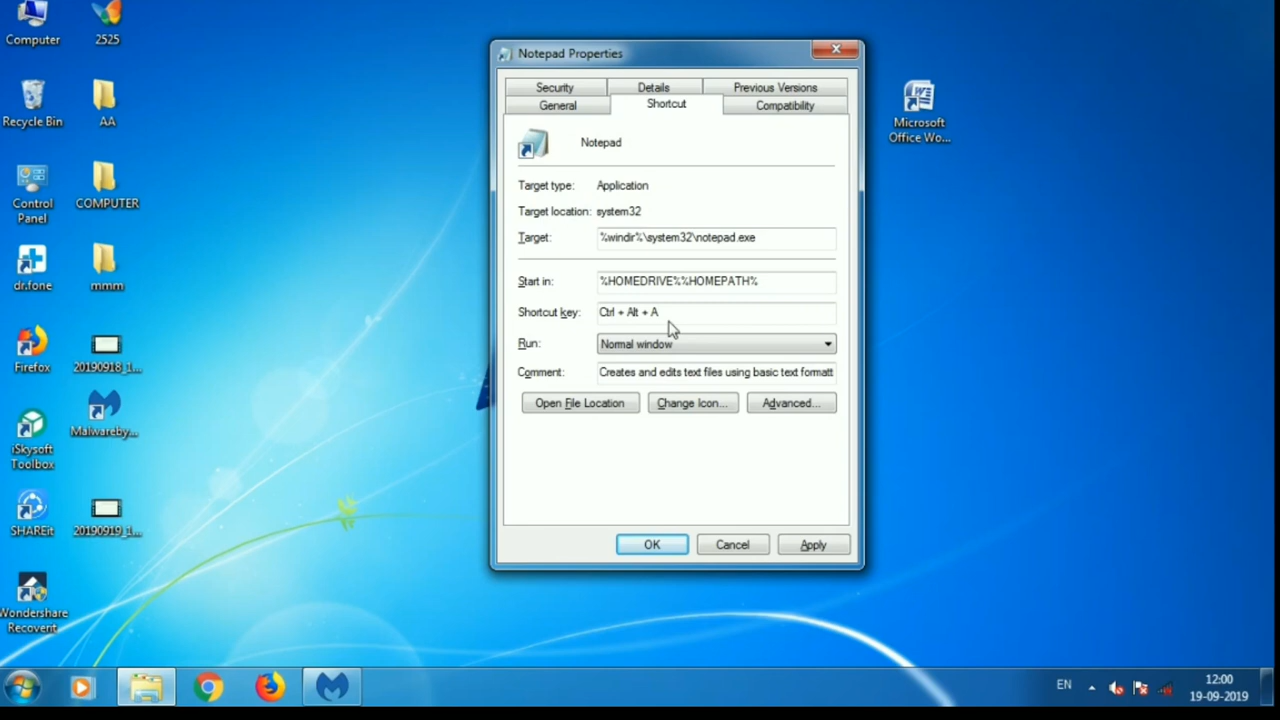 Computer
2525
Recycle Bin
AA
Control
Panel
COMPUTER
dr.fone
mmm
Firefox
20190918_1...
iSkysoft
Toolbox
Malwareby...
SHAREit
20190919_1...
Wondershare
Recoverit
Notepad Properties
Security
Details
Previous Versions
General
Shortcut
Compatibility
Notepad
Target type: Application
Target location: system32
Target: %windir%\system32\notepad.exe
Start in: %HOMEDRIVE%%HOMEPATH%
Shortcut key: Ctrl + Alt + A
Run: Normal window
Comment: Creates and edits text files using basic text formatt
Open File Location
Change Icon...
Advanced...
OK
Cancel
Apply
Microsoft
Office Wo...
EN
12:00
19-09-2019